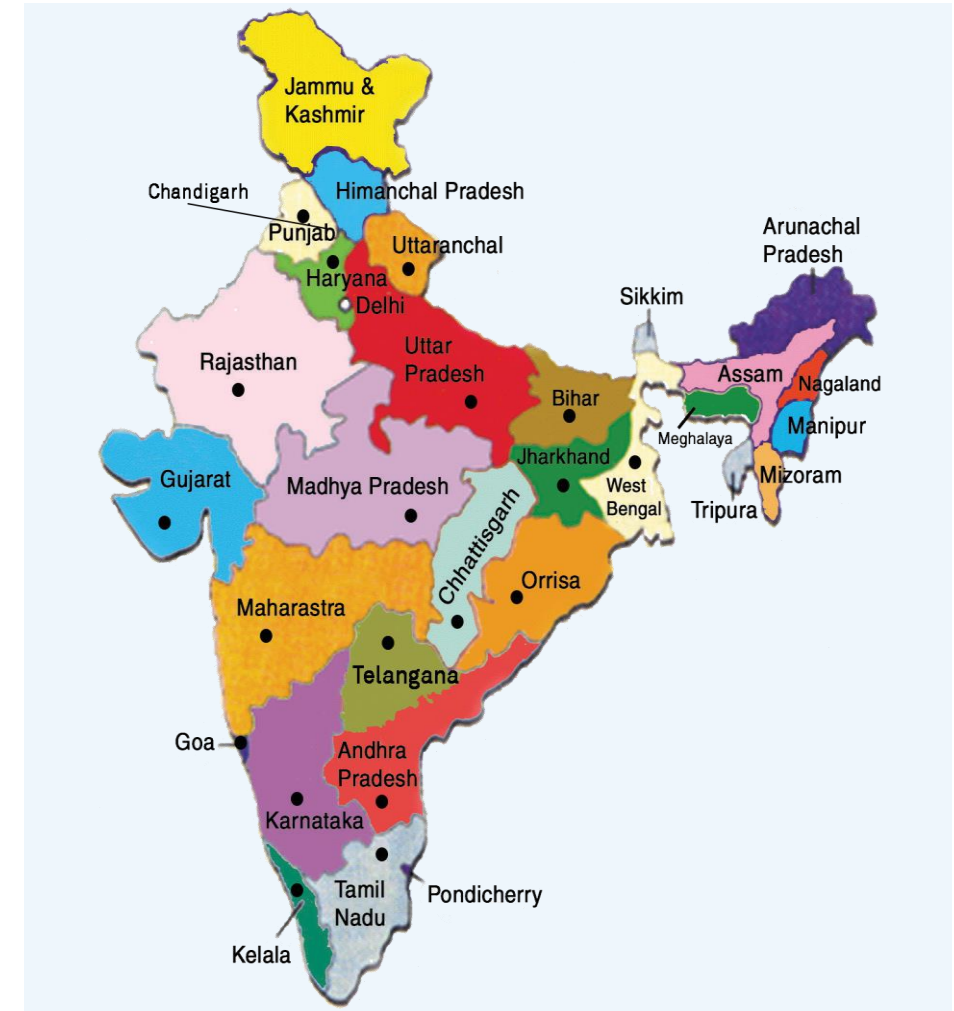 Jammu &
Kashmir
Chandigarh
Himanchal Pradesh
Punjab
Uttaranchal
Arunachal
Pradesh
Haryana
Delhi
Sikkim
Rajasthan
Uttar
Pradesh
Assam
Nagaland
Bihar
Manipur
Meghalaya
Jharkhand
Gujarat
Madhya Pradesh
Mizoram
West
Bengal
Tripura
Chhattisgarh
Orrisa
Maharastra
Telangana
Goa
Andhra
Pradesh
Karnataka
Tamil
Nadu
Pondicherry
Kelala